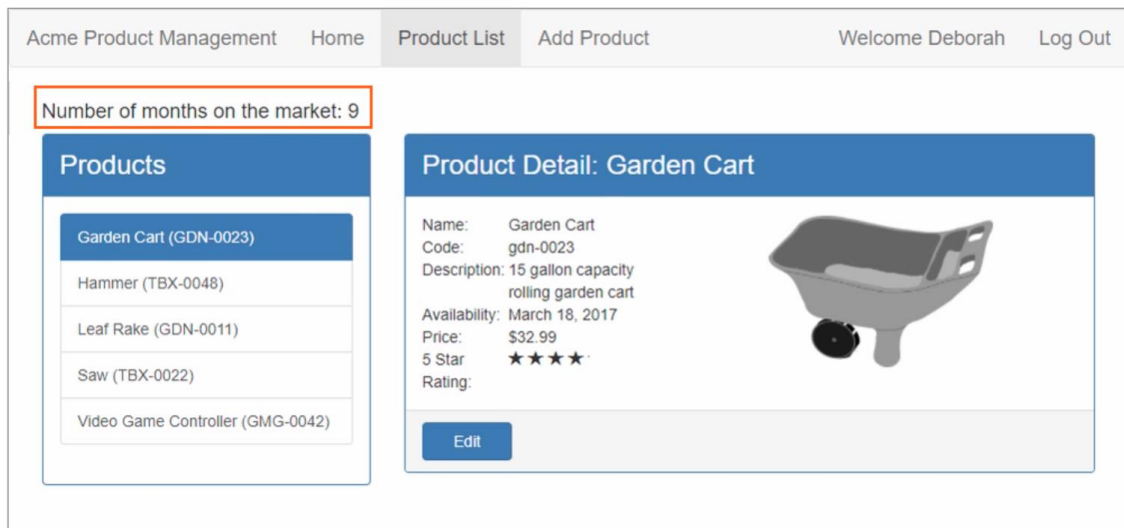 Acme Product Management Home Product List Add Product Welcome Deborah Log Out
Number of months on the market: 9
Products
Garden Cart (GDN-0023)
Hammer (TBX-0048)
Leaf Rake (GDN-0011)
Saw (TBX-0022)
Video Game Controller (GMG-0042)
Product Detail: Garden Cart
Name: Garden Cart
Code: gdn-0023
Description: 15 gallon capacity
rolling garden cart
Availability: March 18, 2017
Price: $32.99
5 Star ★★★★
Rating:
Edit